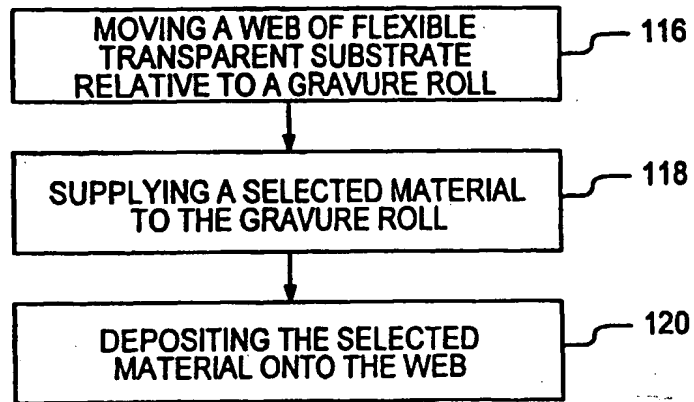 MOVING A WEB OF FLEXIBLE
TRANSPARENT SUBSTRATE
RELATIVE TO A GRAVURE ROLL
116
SUPPLYING A SELECTED MATERIAL
TO THE GRAVURE ROLL
118
DEPOSITING THE SELECTED
MATERIAL ONTO THE WEB
120